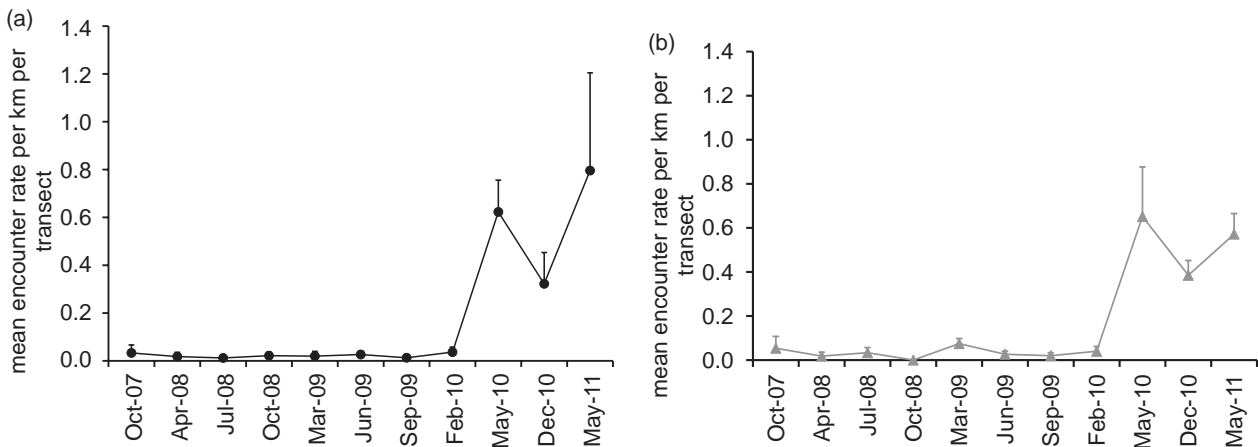 (a)
mean encounter rate per km per
transect
1.4
1.2
1.0
0.8
0.6
0.4
0.2
0.0
Oct-07
Apr-08
Jul-08
Oct-08
Mar-09
Jun-09
Sep-09
Feb-10
May-10
Dec-10
May-11
(b)
mean encounter rate per km per
transect
1.4
1.2
1.0
0.8
0.6
0.4
0.2
0.0
Oct-07
Apr-08
Jul-08
Oct-08
Mar-09
Jun-09
Sep-09
Feb-10
May-10
Dec-10
May-11